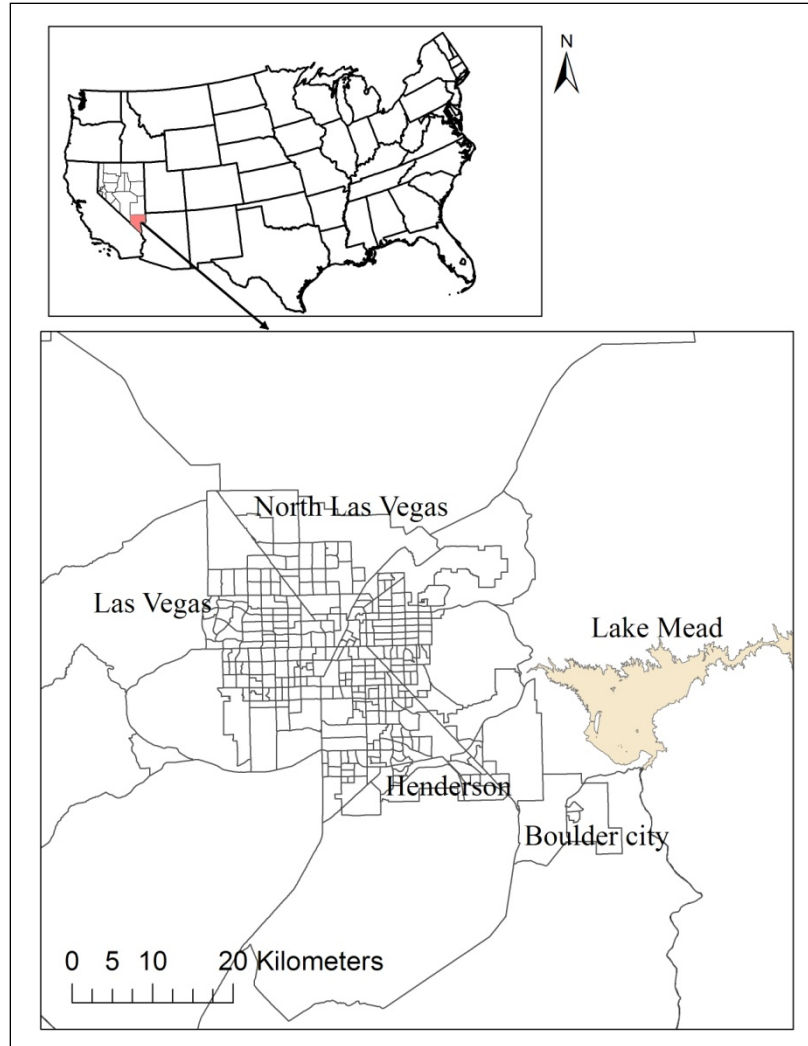 N
North Las Vegas
Las Vegas
Lake Mead
Henderson
Boulder city
0 5 10 20 Kilometers